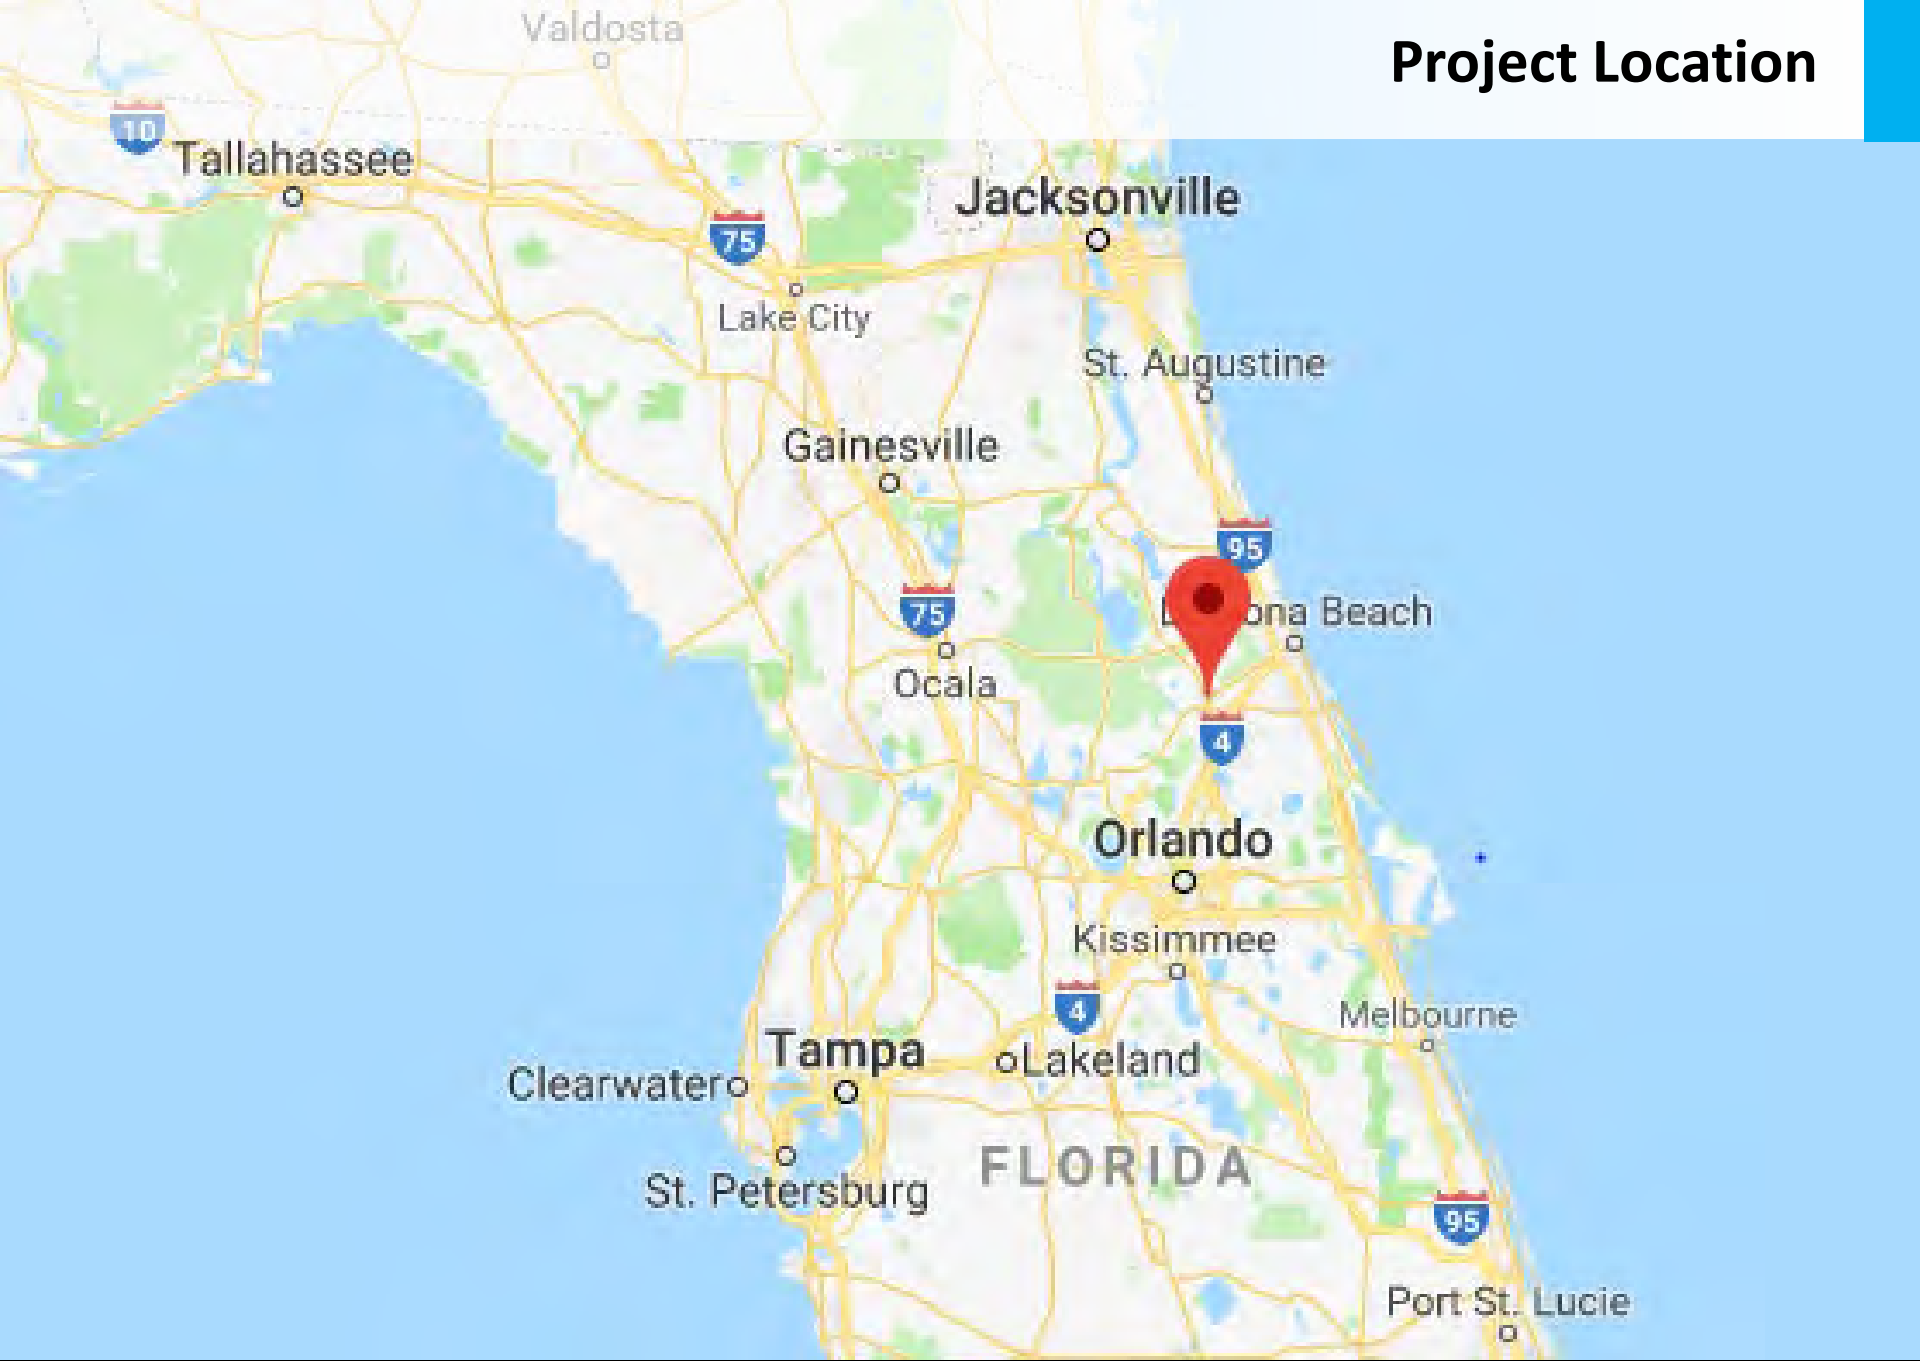 Project Location
Valdosta
10
Tallahassee
Jacksonville
75
Lake City
St. Augustine
Gainesville
95
75
Beach
Ocala
4
Orlando
Kissimmee
4
Melbourne
Tampa
Lakeland
Clearwater
FLORIDA
St. Petersburg
95
Port St. Lucie